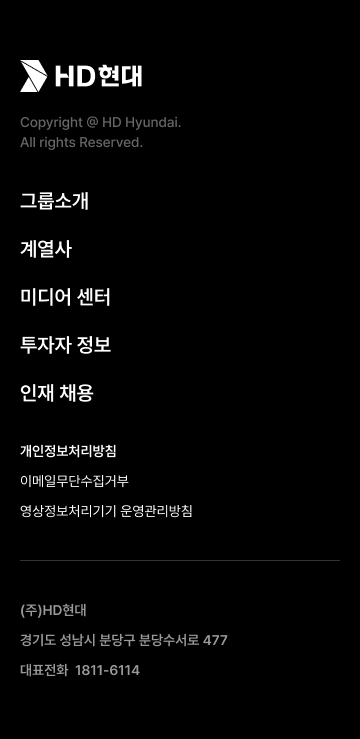 HD현대
Copyright @ HD Hyundai.
All rights Reserved.
그룹소개
계열사
미디어 센터
투자자 정보
인재 채용
개인정보처리방침
이메일무단수집거부
영상정보처리기기 운영관리방침
(주)HD현대
경기도 성남시 분당구 분당수서로 477
대표전화 1811-6114